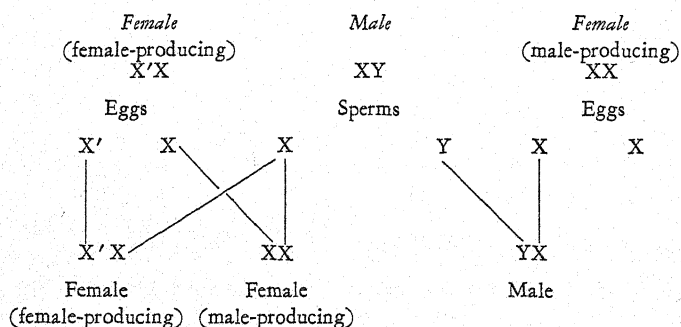 Female Male Female
(female-producing) (male-producing)
X′X XY XX
Eggs Sperms Eggs
X′ X X Y X X
X′X XX YX
Female Female Male
(female-producing) (male-producing)